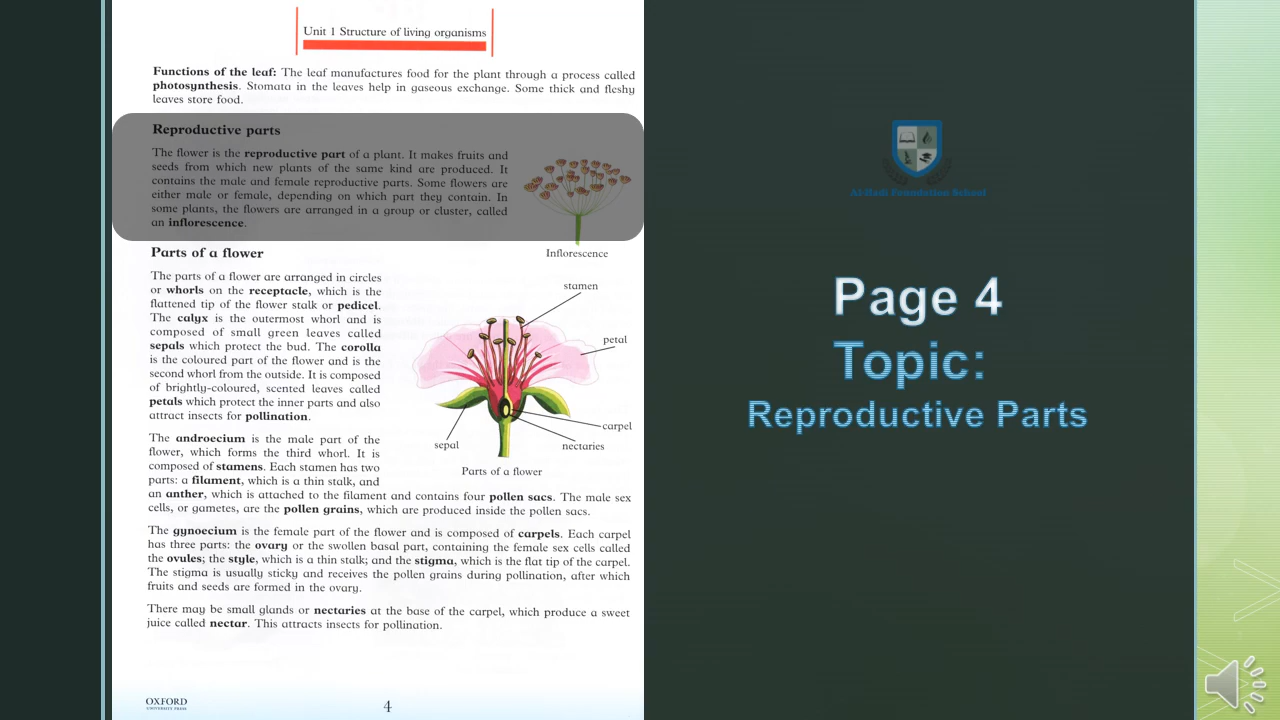 Unit 1 Structure of living organisms
Functions of the leaf: The leaf manufactures food for the plant through a process called
photosynthesis. Stomata in the leaves help in gaseous exchange. Some thick and fleshy
leaves store food.
Reproductive parts
The flower is the reproductive part of a plant. It makes fruits and
seeds from which new plants of the same kind are produced. It
contains the male and female reproductive parts. Some flowers are
either male or female, depending on which part they contain. In
some plants, the flowers are arranged in a group or cluster, called
an inflorescence.
Inflorescence
Parts of a flower
The parts of a flower are arranged in circles
or whorls on the receptacle, which is the
flattened tip of the flower stalk or pedicel.
The calyx is the outermost whorl and is
composed of small green leaves called
sepals which protect the bud. The corolla
is the coloured part of the flower and is the
second whorl from the outside. It is composed
of brightly-coloured, scented leaves called
petals which protect the inner parts and also
attract insects for pollination.
stamen
petal
carpel
sepal
nectaries
Parts of a flower
The androecium is the male part of the
flower, which forms the third whorl. It is
composed of stamens. Each stamen has two
parts: a filament, which is a thin stalk, and
an anther, which is attached to the filament and contains four pollen sacs. The male sex
cells, or gametes, are the pollen grains, which are produced inside the pollen sacs.
The gynoecium is the female part of the flower and is composed of carpels. Each carpel
has three parts: the ovary or the swollen basal part, containing the female sex cells called
the ovules; the style, which is a thin stalk; and the stigma, which is the flat tip of the carpel.
The stigma is usually sticky and receives the pollen grains during pollination, after which
fruits and seeds are formed in the ovary.
There may be small glands or nectaries at the base of the carpel, which produce a sweet
juice called nectar. This attracts insects for pollination.
OXFORD
UNIVERSITY PRESS
4
Al-Hadi Foundation School
Page 4
Topic:
Reproductive Parts